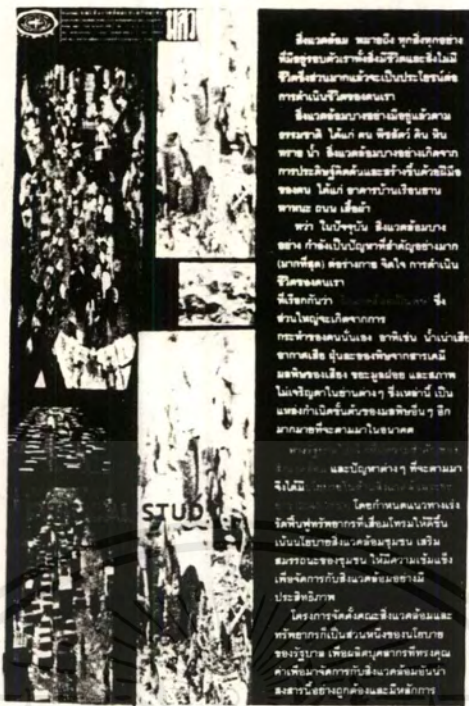 มลว
สิ่งแวดล้อม หมายถึง ทุกสิ่งทุกอย่าง
ที่มีอยู่รอบตัวเราทั้งสิ่งมีชีวิตและสิ่งไม่มี
ชีวิตซึ่งส่วนมากแล้วจะเป็นประโยชน์ต่อ
การดำเนินชีวิตของคนเรา
สิ่งแวดล้อมบางอย่างมีอยู่แล้วตาม
ธรรมชาติ ได้แก่ คน พืชสัตว์ ดิน หิน
ทราย น้ำ สิ่งแวดล้อมบางอย่างเกิดจาก
การประดิษฐ์คิดค้นและสร้างขึ้นด้วยฝีมือ
ของคน ได้แก่ อาคารบ้านเรือนยาน
พาหนะ ถนน เสื้อผ้า
ทว่า ในปัจจุบัน สิ่งแวดล้อมบาง
อย่าง กำลังเป็นปัญหาที่สำคัญอย่างมาก
(มากที่สุด) ต่อร่างกาย จิตใจ การดำเนิน
ชีวิตของคนเรา
ที่เรียกกันว่า ซึ่ง
ส่วนใหญ่จะเกิดจากการ
กระทำของคนนั่นเอง อาทิเช่น น้ำเน่าเสีย
อากาศเสีย ฝุ่นละอองพิษจากสารเคมี
มลพิษของเสียง ขยะมูลฝอย และสภาพ
ไม่เจริญตาในย่านต่างๆ ซึ่งเหล่านี้ เป็น
แหล่งกำเนิดขั้นต้นของมลพิษอื่นๆ อีก
มากมายที่จะตามมาในอนาคต
และปัญหาต่างๆ ที่จะตามมา
จึงได้มี
โดยกำหนดแนวทางเร่ง
รัดฟื้นฟูทรัพยากรที่เสื่อมโทรมให้ดีขึ้น
เน้นนโยบายสิ่งแวดล้อมชุมชน เสริม
สมรรถนะของชุมชน ให้มีความเข้มแข็ง
เพื่อจัดการกับสิ่งแวดล้อมอย่างมี
ประสิทธิภาพ
โครงการจัดตั้งคณะสิ่งแวดล้อมและ
ทรัพยากรก็เป็นส่วนหนึ่งของนโยบาย
ของรัฐบาล เพื่อผลิตบุคลากรที่ทรงคุณ
ค่าเพื่อมาจัดการกับสิ่งแวดล้อมอันน่า
สงสารนี้อย่างถูกต้องและมีหลักการ
STUD